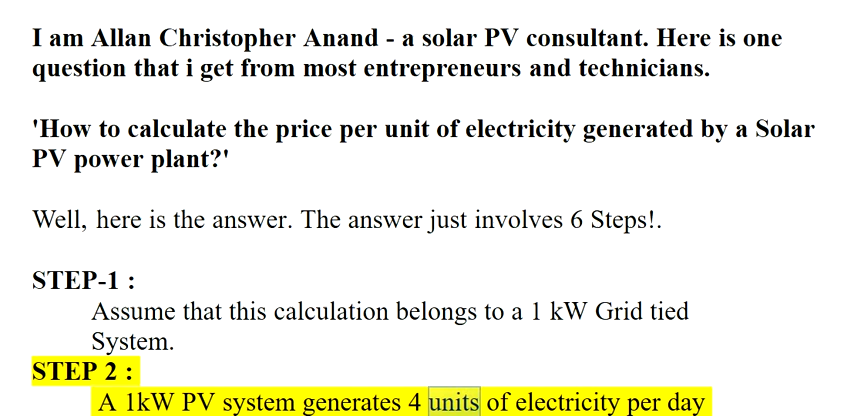 I am Allan Christopher Anand - a solar PV consultant. Here is one
question that i get from most entrepreneurs and technicians.
'How to calculate the price per unit of electricity generated by a Solar
PV power plant?'
Well, here is the answer. The answer just involves 6 Steps!.
STEP-1 :
Assume that this calculation belongs to a 1 kW Grid tied
System.
STEP 2 :
A 1kW PV system generates 4 units of electricity per day